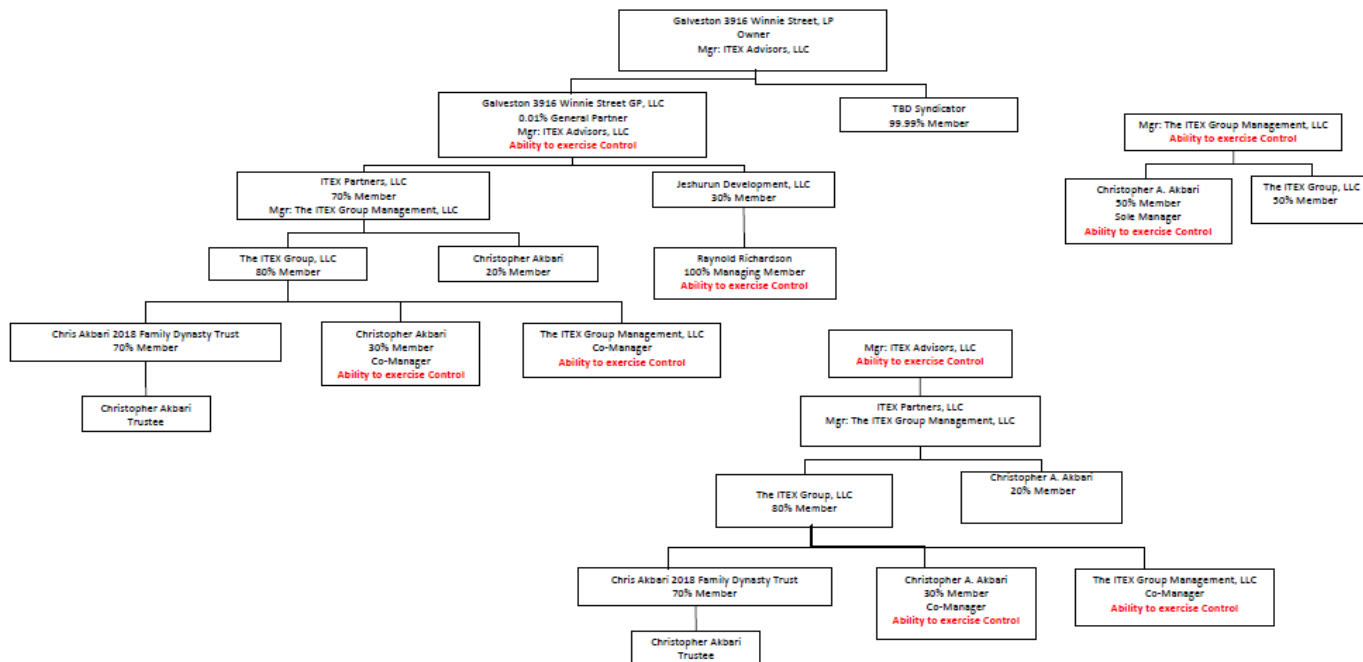 Galveston 3916 Winnie Street, LP
Owner
Mgr: ITEX Advisors, LLC
Galveston 3916 Winnie Street GP, LLC
0.01% General Partner
Mgr: ITEX Advisors, LLC
Ability to exercise Control
TBD Syndicator
99.99% Member
Mgr: The ITEX Group Management, LLC
Ability to exercise Control
Christopher A. Akbari
50% Member
Sole Manager
Ability to exercise Control
The ITEX Group, LLC
50% Member
ITEX Partners, LLC
70% Member
Mgr: The ITEX Group Management, LLC
Jeshurun Development, LLC
30% Member
The ITEX Group, LLC
80% Member
Christopher Akbari
20% Member
Raynold Richardson
100% Managing Member
Ability to exercise Control
Chris Akbari 2018 Family Dynasty Trust
70% Member
Christopher Akbari
30% Member
Co-Manager
Ability to exercise Control
The ITEX Group Management, LLC
Co-Manager
Ability to exercise Control
Christopher Akbari
Trustee
Mgr: ITEX Advisors, LLC
Ability to exercise Control
ITEX Partners, LLC
Mgr: The ITEX Group Management, LLC
The ITEX Group, LLC
80% Member
Christopher A. Akbari
20% Member
Chris Akbari 2018 Family Dynasty Trust
70% Member
Christopher A. Akbari
30% Member
Co-Manager
Ability to exercise Control
The ITEX Group Management, LLC
Co-Manager
Ability to exercise Control
Christopher Akbari
Trustee